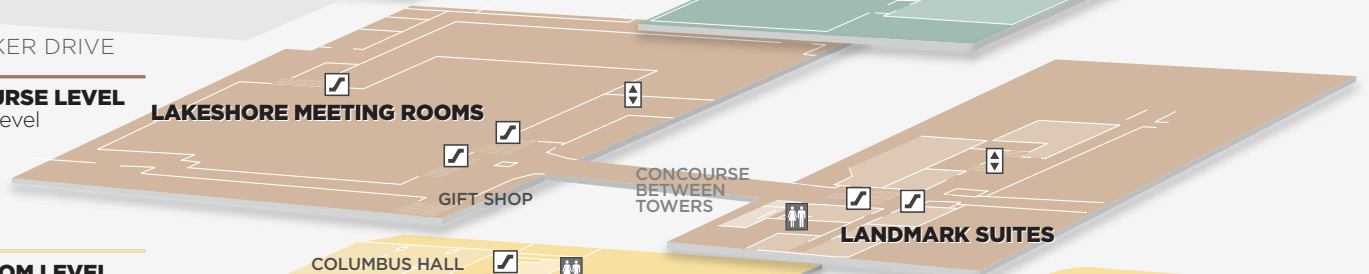 KER DRIVE
URSE LEVEL
evel
LAKESHORE MEETING ROOMS
GIFT SHOP
CONCOURSE
BETWEEN
TOWERS
LANDMARK SUITES
OM LEVEL
COLUMBUS HALL